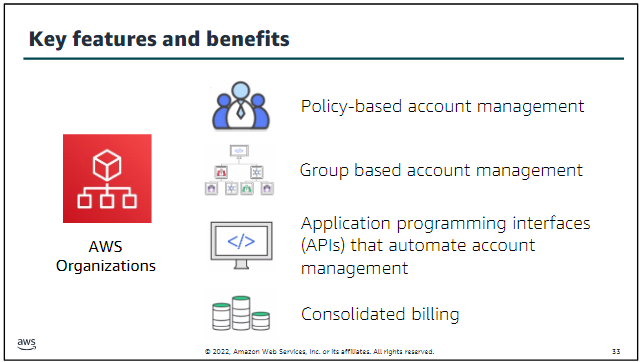 Key features and benefits
Policy-based account management
Group based account management
Application programming interfaces
(APIs) that automate account
management
AWS
Organizations
</>
Consolidated billing
aws
© 2022, Amazon Web Services, Inc. or its affiliates. All rights reserved.
33